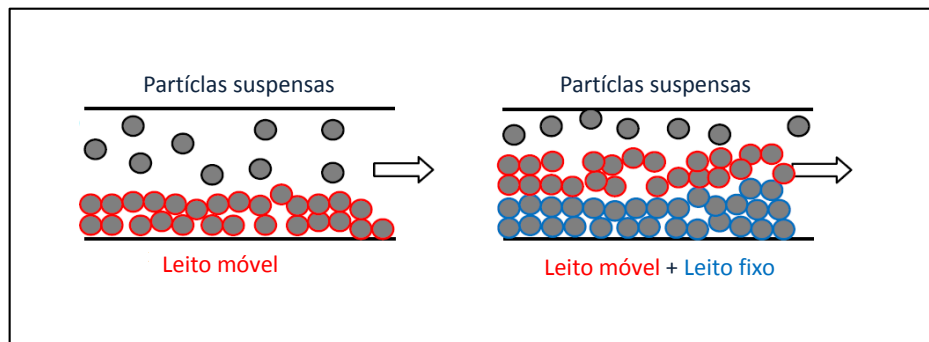 Partíclas suspensas
Partíclas suspensas
Leito móvel
Leito móvel + Leito fixo